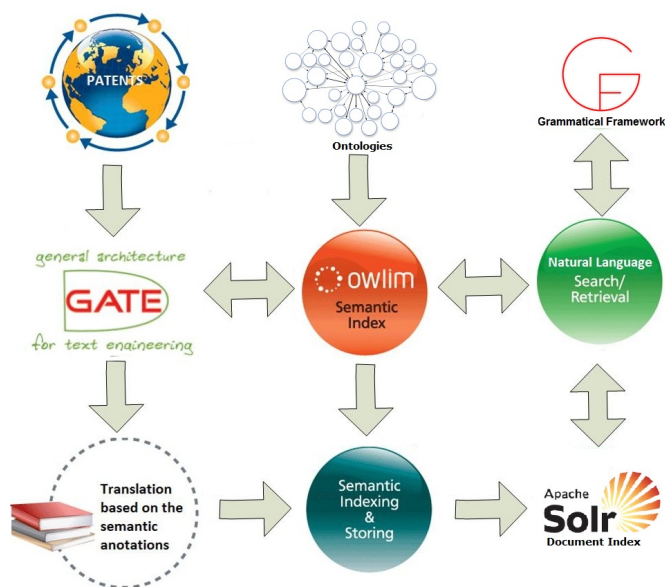 PATENTS
Ontologies
GF
Grammatical Framework
general architecture
GATE
for text engineering
owlim
Semantic
Index
Natural Language
Search/
Retrieval
Translation
based on the
semantic
anotations
Semantic
Indexing
&
Storing
Apache
Solr
Document Index